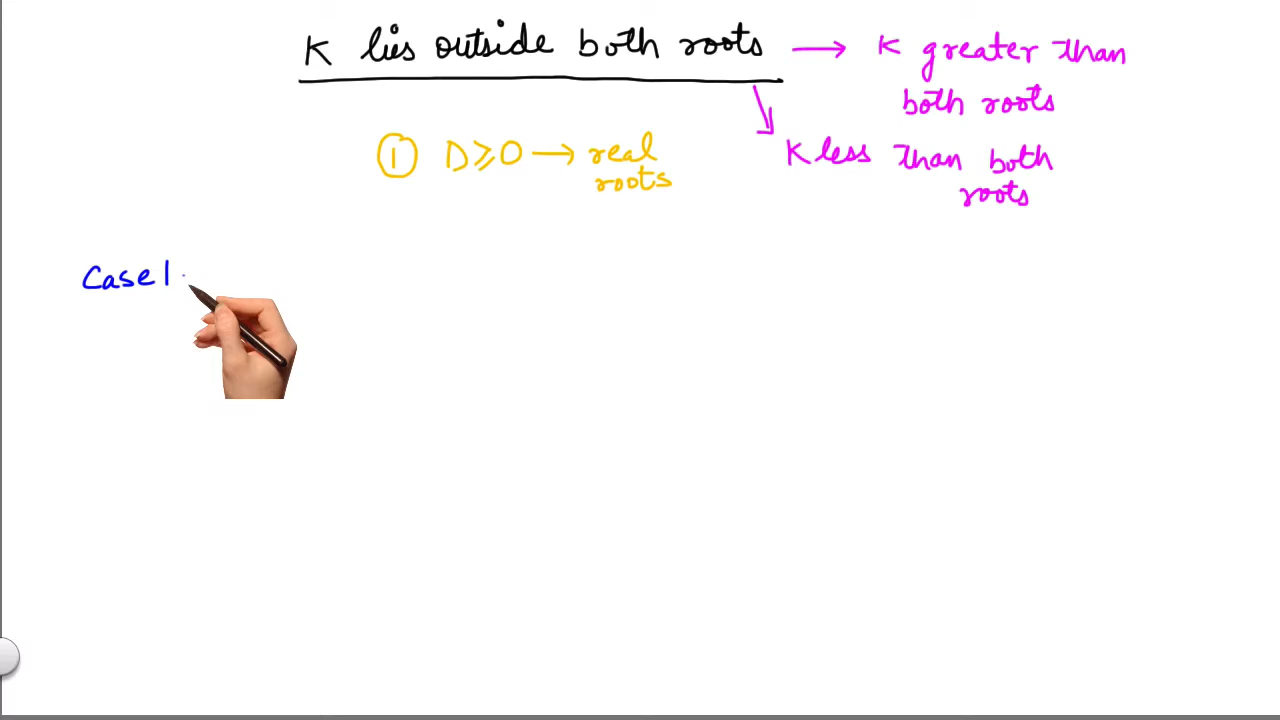 K lies outside both roots → K greater than
both roots
① D ≥ 0 → real
roots
K less than both
roots
Case 1 .